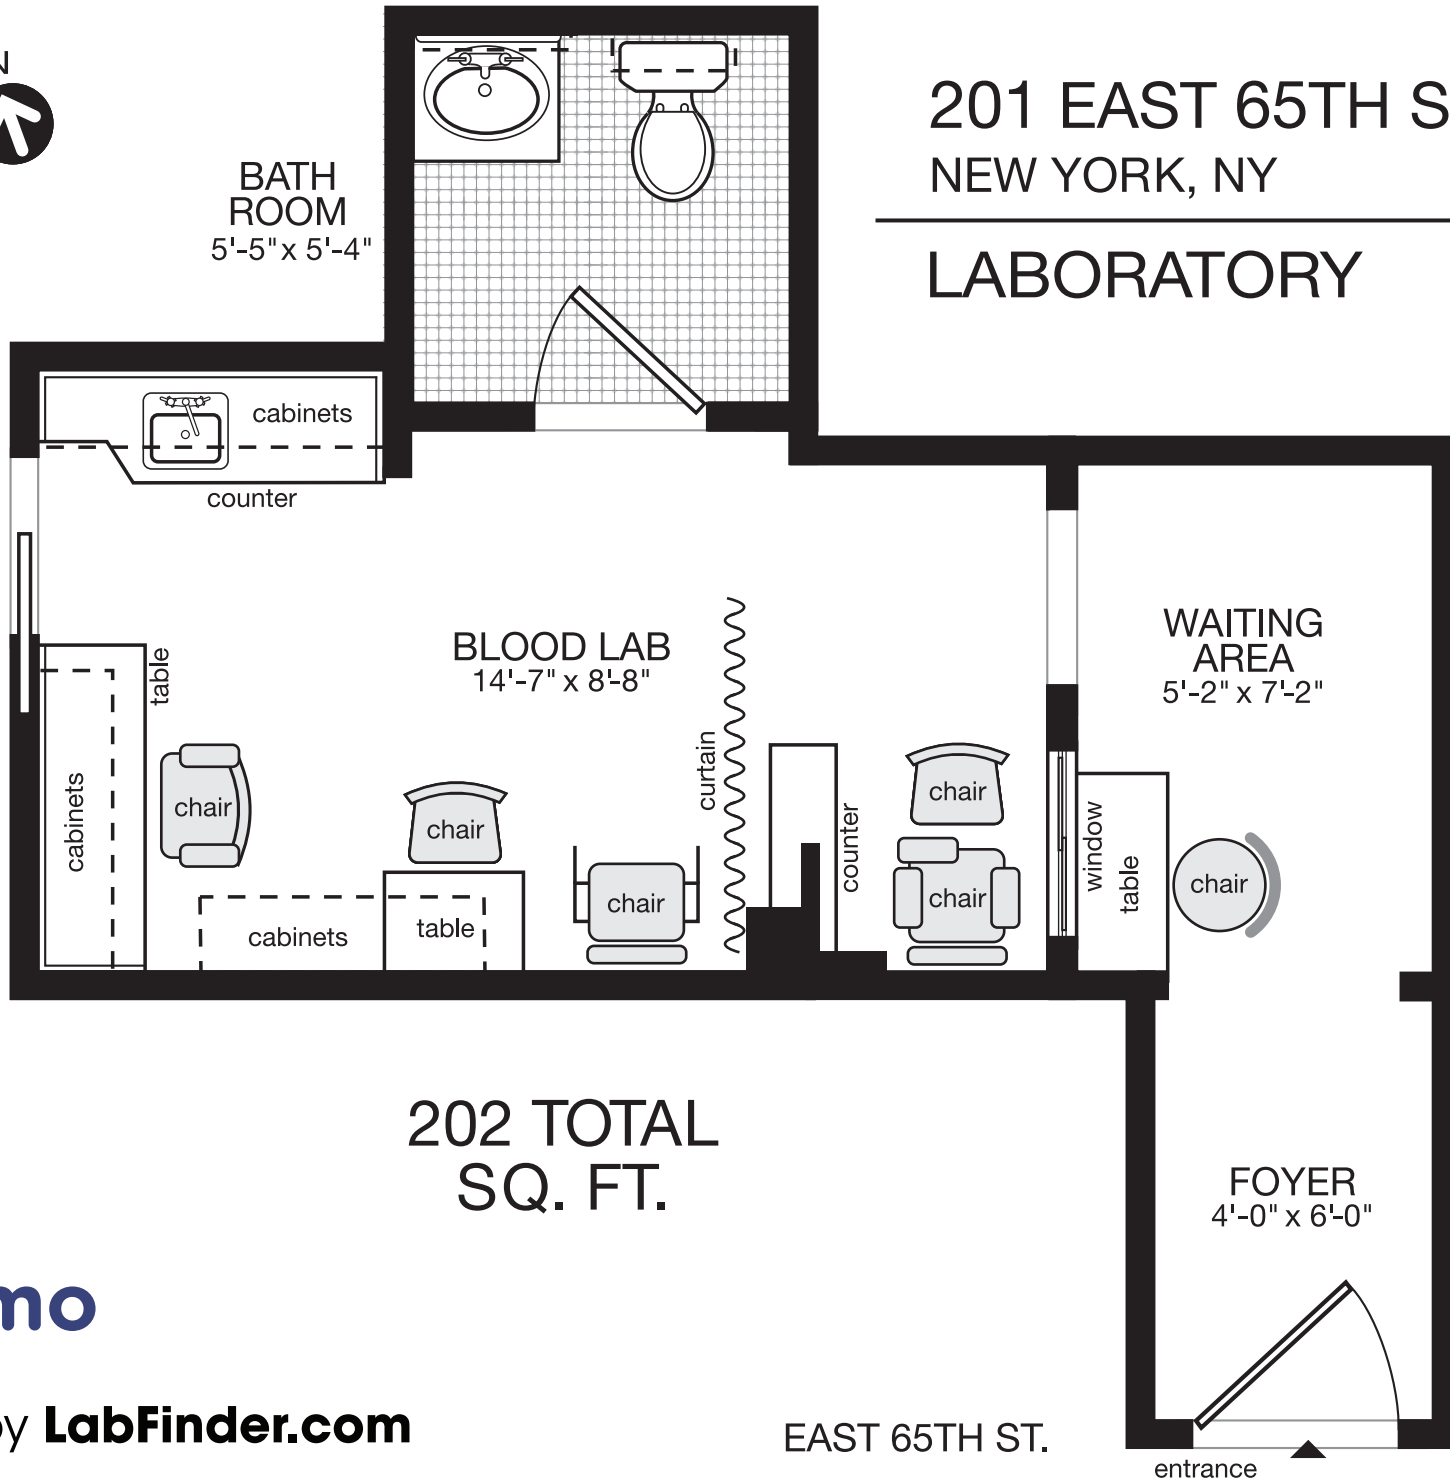 N
201 EAST 65TH S
NEW YORK, NY
LABORATORY
BATH
ROOM
5'-5" x 5'-4"
cabinets
counter
BLOOD LAB
14'-7" x 8'-8"
WAITING
AREA
5'-2" x 7'-2"
table
cabinets
chair
chair
cabinets
table
chair
curtain
counter
chair
chair
window
table
chair
202 TOTAL
SQ. FT.
FOYER
4'-0" x 6'-0"
mo
by LabFinder.com
EAST 65TH ST.
entrance